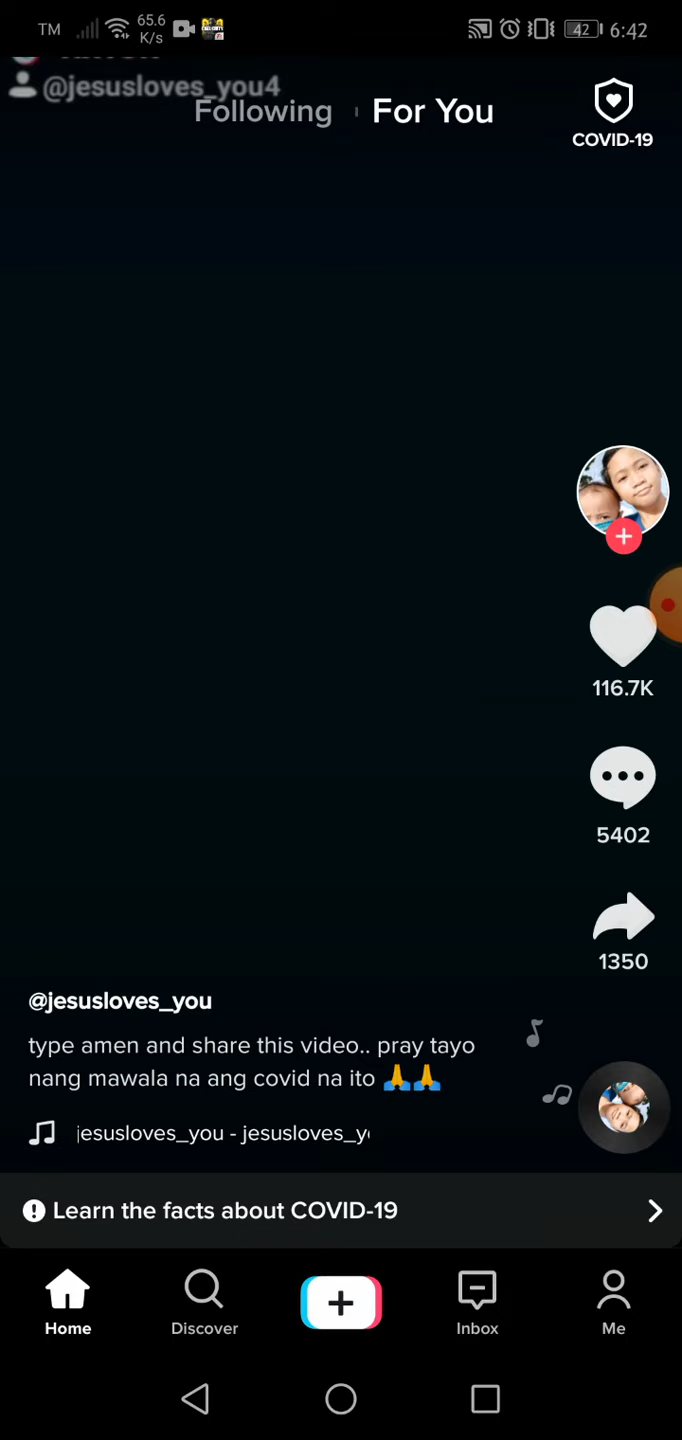 TM 65.6 K/s 42 6:42
@jesusloves_you4
Following For You
COVID-19
116.7K
5402
1350
@jesusloves_you
type amen and share this video.. pray tayo
nang mawala na ang covid na ito 🙏🙏
jesusloves_you - jesusloves_y
Learn the facts about COVID-19
Home Discover Inbox Me